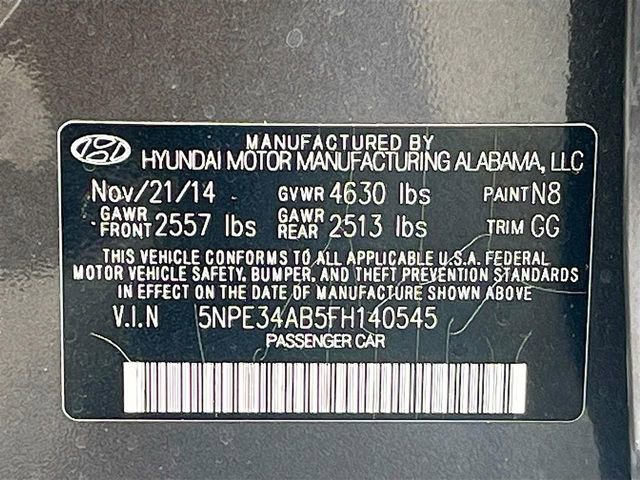 MANUFACTURED BY
HYUNDAI MOTOR MANUFACTURING ALABAMA, LLC
Nov/21/14 GVWR 4630 lbs PAINT N8
GAWR FRONT 2557 lbs GAWR REAR 2513 lbs TRIM GG
THIS VEHICLE CONFORMS TO ALL APPLICABLE U.S.A. FEDERAL
MOTOR VEHICLE SAFETY, BUMPER, AND THEFT PREVENTION STANDARDS
IN EFFECT ON THE DATE OF MANUFACTURE SHOWN ABOVE
V.I.N 5NPE34AB5FH140545
PASSENGER CAR